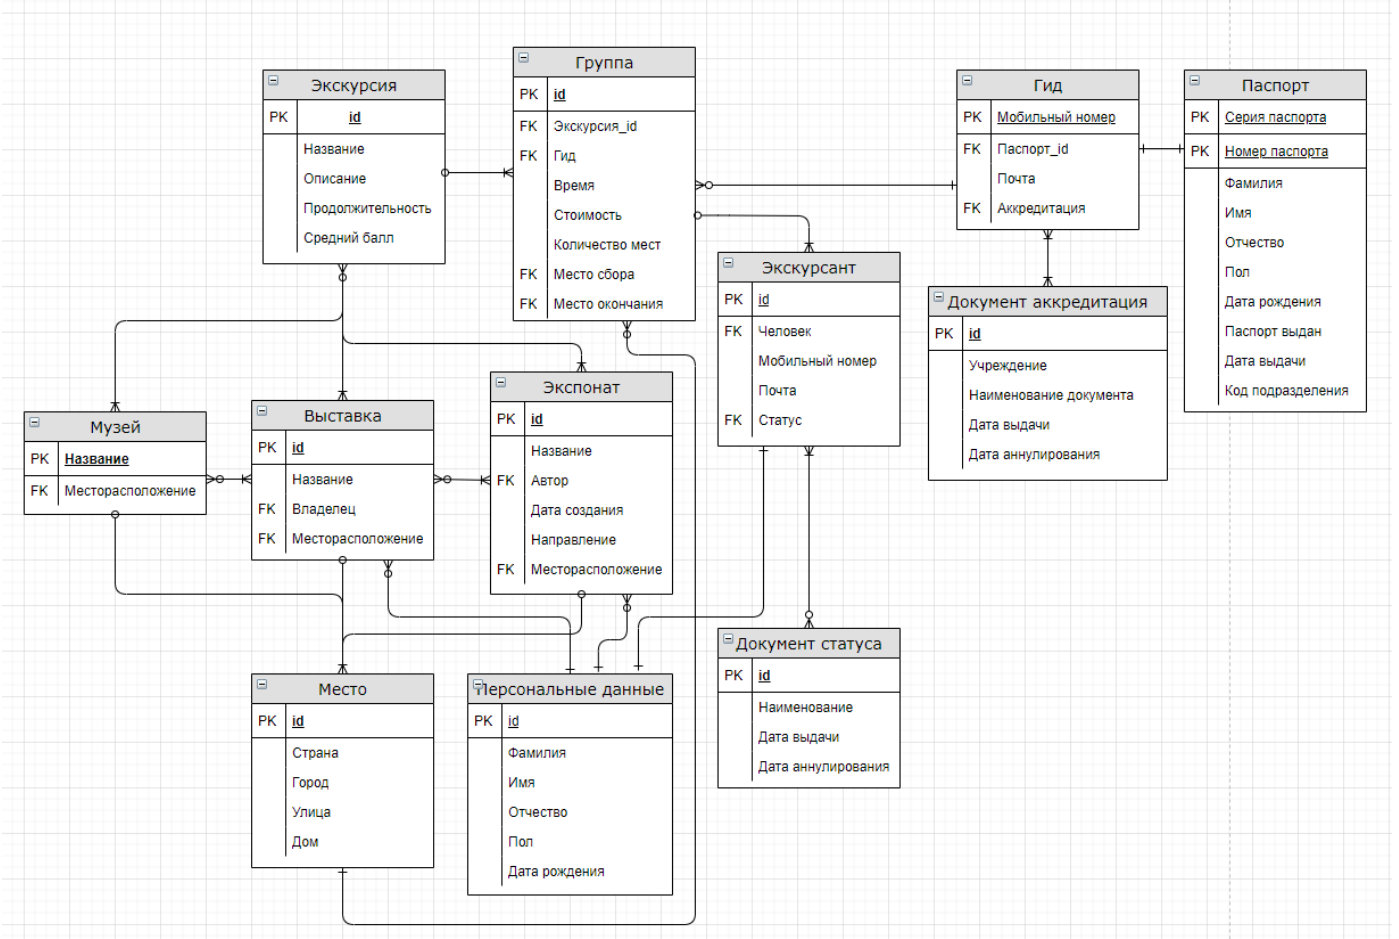 Экскурсия
PK id
Название
Описание
Продолжительность
Средний балл
Группа
PK id
FK Экскурсия_id
FK Гид
Время
Стоимость
Количество мест
FK Место сбора
FK Место окончания
Гид
PK Мобильный номер
FK Паспорт_id
Почта
FK Аккредитация
Паспорт
PK Серия паспорта
PK Номер паспорта
Фамилия
Имя
Отчество
Пол
Дата рождения
Паспорт выдан
Дата выдачи
Код подразделения
Экскурсант
PK id
FK Человек
Мобильный номер
Почта
FK Статус
Документ аккредитация
PK id
Учреждение
Наименование документа
Дата выдачи
Дата аннулирования
Музей
PK Название
FK Месторасположение
Выставка
PK id
Название
FK Владелец
FK Месторасположение
Экспонат
PK id
Название
FK Автор
Дата создания
Направление
FK Месторасположение
Место
PK id
Страна
Город
Улица
Дом
Персональные данные
PK id
Фамилия
Имя
Отчество
Пол
Дата рождения
Документ статуса
PK id
Наименование
Дата выдачи
Дата аннулирования